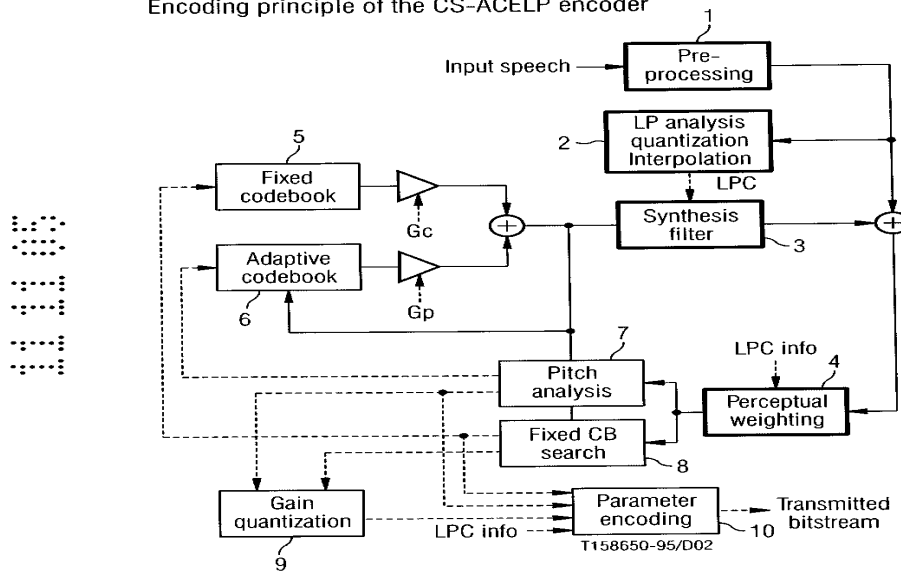 Encoding principle of the CS-ACELP encoder
1
Input speech
Pre-
processing
2
LP analysis
quantization
Interpolation
LPC
5
Fixed
codebook
Gc
Synthesis
filter
3
Adaptive
codebook
6
Gp
7
Pitch
analysis
LPC info
4
Perceptual
weighting
Fixed CB
search
8
Gain
quantization
9
LPC info
Parameter
encoding
10
Transmitted
bitstream
T158650-95/D02